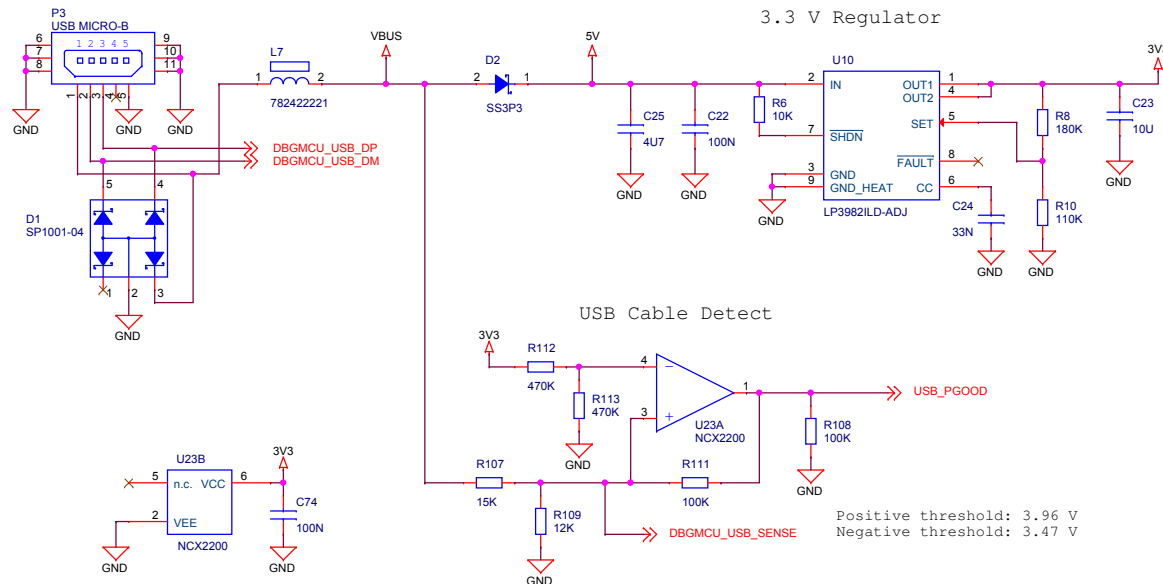 P3
USB MICRO-B
1 2 3 4 5
6
7
8
9
10
11
1
2
3
4
5
GND
GND
GND
L7
1
2
782422221
VBUS
D2
2
1
SS3P3
5V
C25
4U7
GND
C22
100N
GND
3.3 V Regulator
R6
10K
U10
2
IN
7
SHDN
3
GND
9
GND_HEAT
OUT1
1
OUT2
4
SET
5
FAULT
8
CC
6
LP3982ILD-ADJ
GND
C24
33N
GND
R8
180K
R10
110K
GND
C23
10U
GND
3V3
DBGMCU_USB_DP
DBGMCU_USB_DM
5
4
D1
SP1001-04
1
2
3
GND
USB Cable Detect
3V3
R112
470K
R113
470K
GND
4
3
1
U23A
NCX2200
USB_PGOOD
R108
100K
GND
R107
15K
R111
100K
R109
12K
GND
DBGMCU_USB_SENSE
Positive threshold: 3.96 V
Negative threshold: 3.47 V
U23B
5
n.c.
VCC
6
2
VEE
NCX2200
GND
3V3
C74
100N
GND